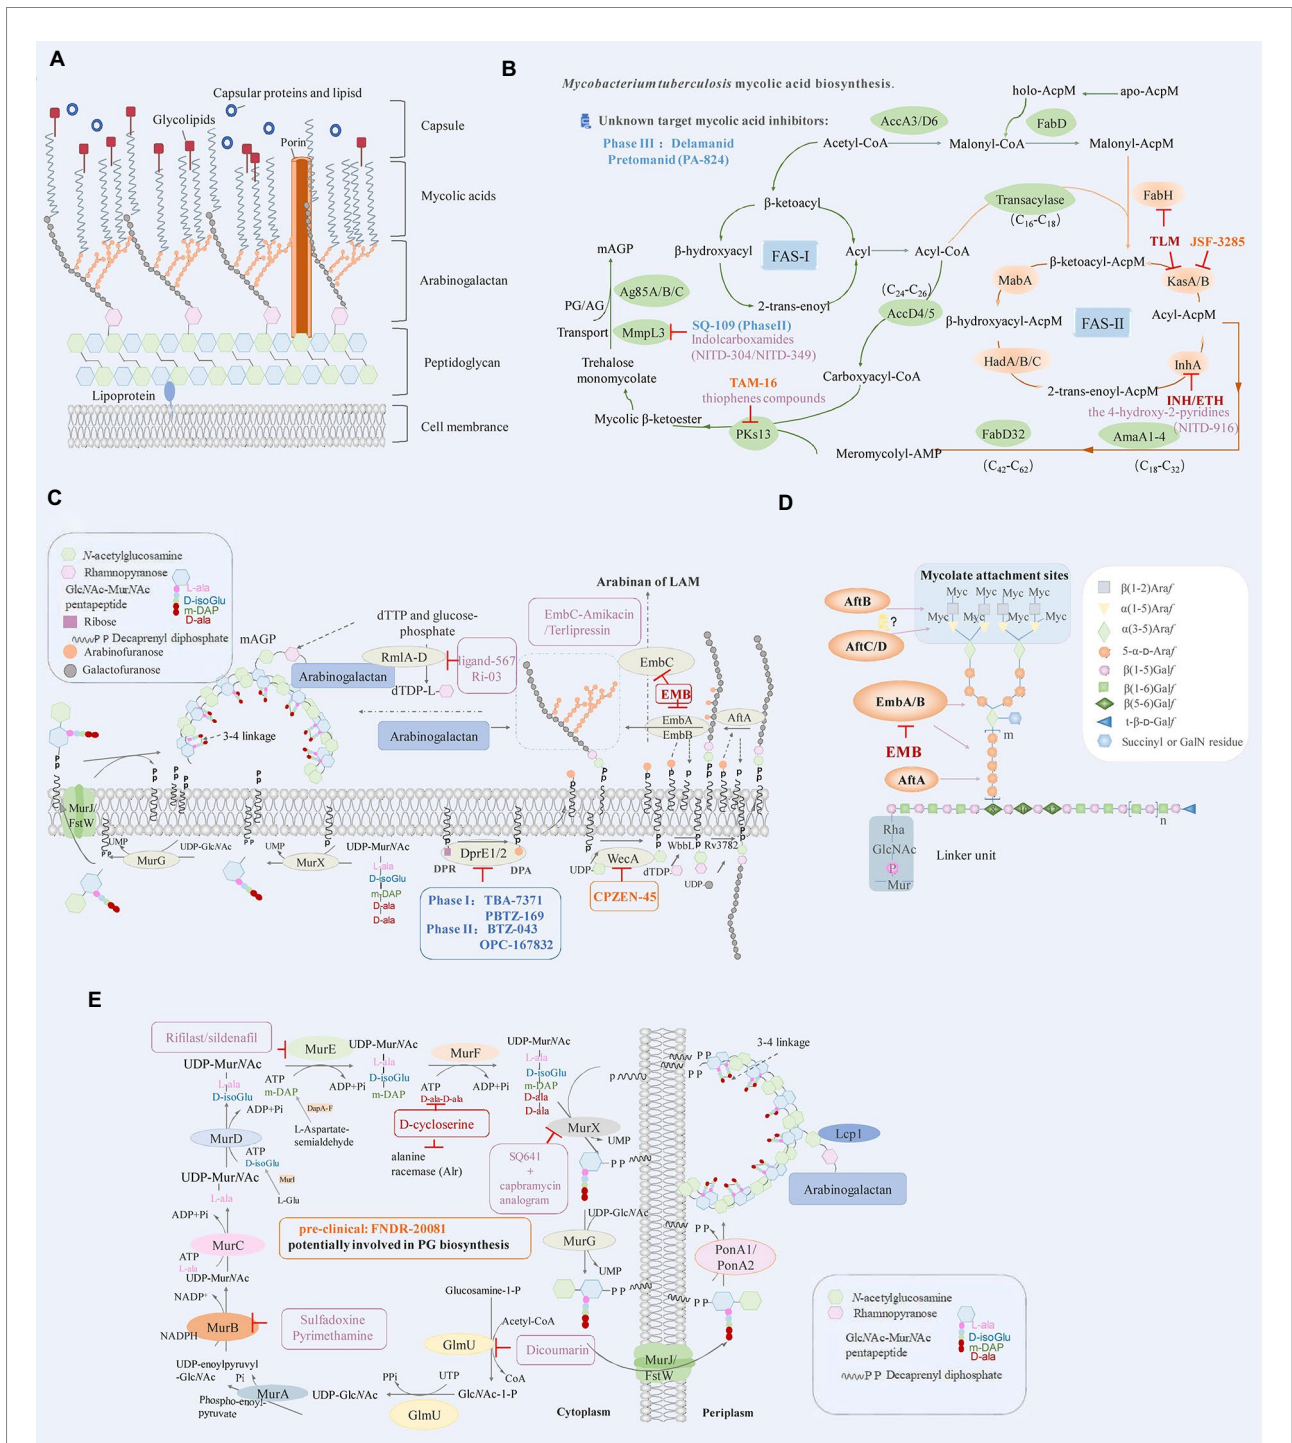 A
Capsular proteins and lipisd
Glycolipids
Porin
Capsule
Mycolic acids
Arabinogalactan
Peptidoglycan
Lipoprotein
Cell membrance
B
Mycobacterium tuberculosis mycolic acid biosynthesis.
Unknown target mycolic acid inhibitors:
Phase III： Delamanid
Pretomanid (PA-824)
holo-AcpM
apo-AcpM
AccA3/D6
FabD
Acetyl-CoA
Malonyl-CoA
Malonyl-AcpM
β-ketoacyl
Transacylase
(C16-C18)
FabH
TLM
JSF-3285
mAGP
β-hydroxyacyl
FAS-I
Acyl
Acyl-CoA
β-ketoacyl-AcpM
KasA/B
MabA
Ag85A/B/C
(C24-C26)
PG/AG
2-trans-enoyl
AccD4/5
β-hydroxyacyl-AcpM
FAS-II
Acyl-AcpM
Transport
MmpL3
SQ-109 (PhaseII)
Indolcarboxamides
(NITD-304/NITD-349)
HadA/B/C
InhA
Trehalose
monomycolate
TAM-16
thiophenes compounds
Carboxyacyl-CoA
2-trans-enoyl-AcpM
INH/ETH
the 4-hydroxy-2-pyridines
(NITD-916)
Mycolic β-ketoester
PKs13
FabD32
AmaA1-4
Meromycolyl-AMP
(C42-C62)
(C18-C32)
C
N-acetylglucosamine
Rhamnopyranose
GlcNAc-MurNAc
pentapeptide
L-ala
D-isoGlu
m-DAP
D-ala
Ribose
P P Decaprenyl diphosphate
Arabinofuranose
Galactofuranose
mAGP
dTTP and glucose-
phosphate
RmlA-D
ligand-567
Ri-03
Arabinogalactan
dTDP-L-
3-4 linkage
Arabinogalactan
Arabinan of LAM
EmbC-Amikacin
/Terlipressin
EmbC
EMB
EmbA
EmbB
AftA
PP
PP
PP
PP
PP
PP
P
P
P
P
MurJ/
FstW
UMP
UDP-GlcNAc
MurG
PP
UMP
MurX
UDP-MurNAc
L-ala
D-isoGlu
m-DAP
D-ala
D-ala
DprE1/2
DPR
DPA
Phase I： TBA-7371
PBTZ-169
Phase II： BTZ-043
OPC-167832
WecA
UDP-
CPZEN-45
WbbL
dTDP-
Rv3782
UDP-
D
Mycolate attachment sites
Myc
Myc
Myc
Myc
Myc
Myc
Myc
Myc
AftB
?
AftC/D
EmbA/B
EMB
AftA
m
n
Rha
GlcNAc
P
Mur
Linker unit
β(1-2)Araf
α(1-5)Araf
α(3-5)Araf
5-α-D-Araf
β(1-5)Galf
β(1-6)Galf
β(5-6)Galf
t-β-D-Galf
Succinyl or GalN residue
E
Rifilast/sildenafil
MurE
UDP-MurNAc
L-ala
D-isoGlu
ATP
m-DAP
ADP+Pi
UDP-MurNAc
L-ala
D-isoGlu
m-DAP
MurF
ATP
D-ala-D-ala
ADP+Pi
UDP-MurNAc
L-ala
D-isoGlu
m-DAP
D-ala
D-ala
D-cycloserine
alanine
racemase (Alr)
DapA-F
L-Aspartate-
semialdehyde
ADP+Pi
MurD
ATP
D-isoGlu
MurI
L-Glu
UDP-MurNAc
L-ala
ADP+Pi
MurC
ATP
L-ala
UDP-MurNAc
NADP+
MurB
NADPH
Sulfadoxine
Pyrimethamine
UDP-enoylpyruvyl
-GlcNAc
Pi
MurA
Phospho-enoyl-
pyruvate
UDP-GlcNAc
PPi
UTP
GlmU
GlcNAc-1-P
Glucosamine-1-P
Acetyl-CoA
GlmU
CoA
Dicoumarin
pre-clinical: FNDR-20081
potentially involved in PG biosynthesis
SQ641
+
capbramycin
analogram
MurX
UMP
P P
UDP-GlcNAc
MurG
UMP
P P
P
P P
P P
3-4 linkage
Lcp1
Arabinogalactan
P P
PonA1/
PonA2
P P
MurJ/
FstW
Cytoplasm
Periplasm
N-acetylglucosamine
Rhamnopyranose
GlcNAc-MurNAc
pentapeptide
L-ala
D-isoGlu
m-DAP
D-ala
P P Decaprenyl diphosphate